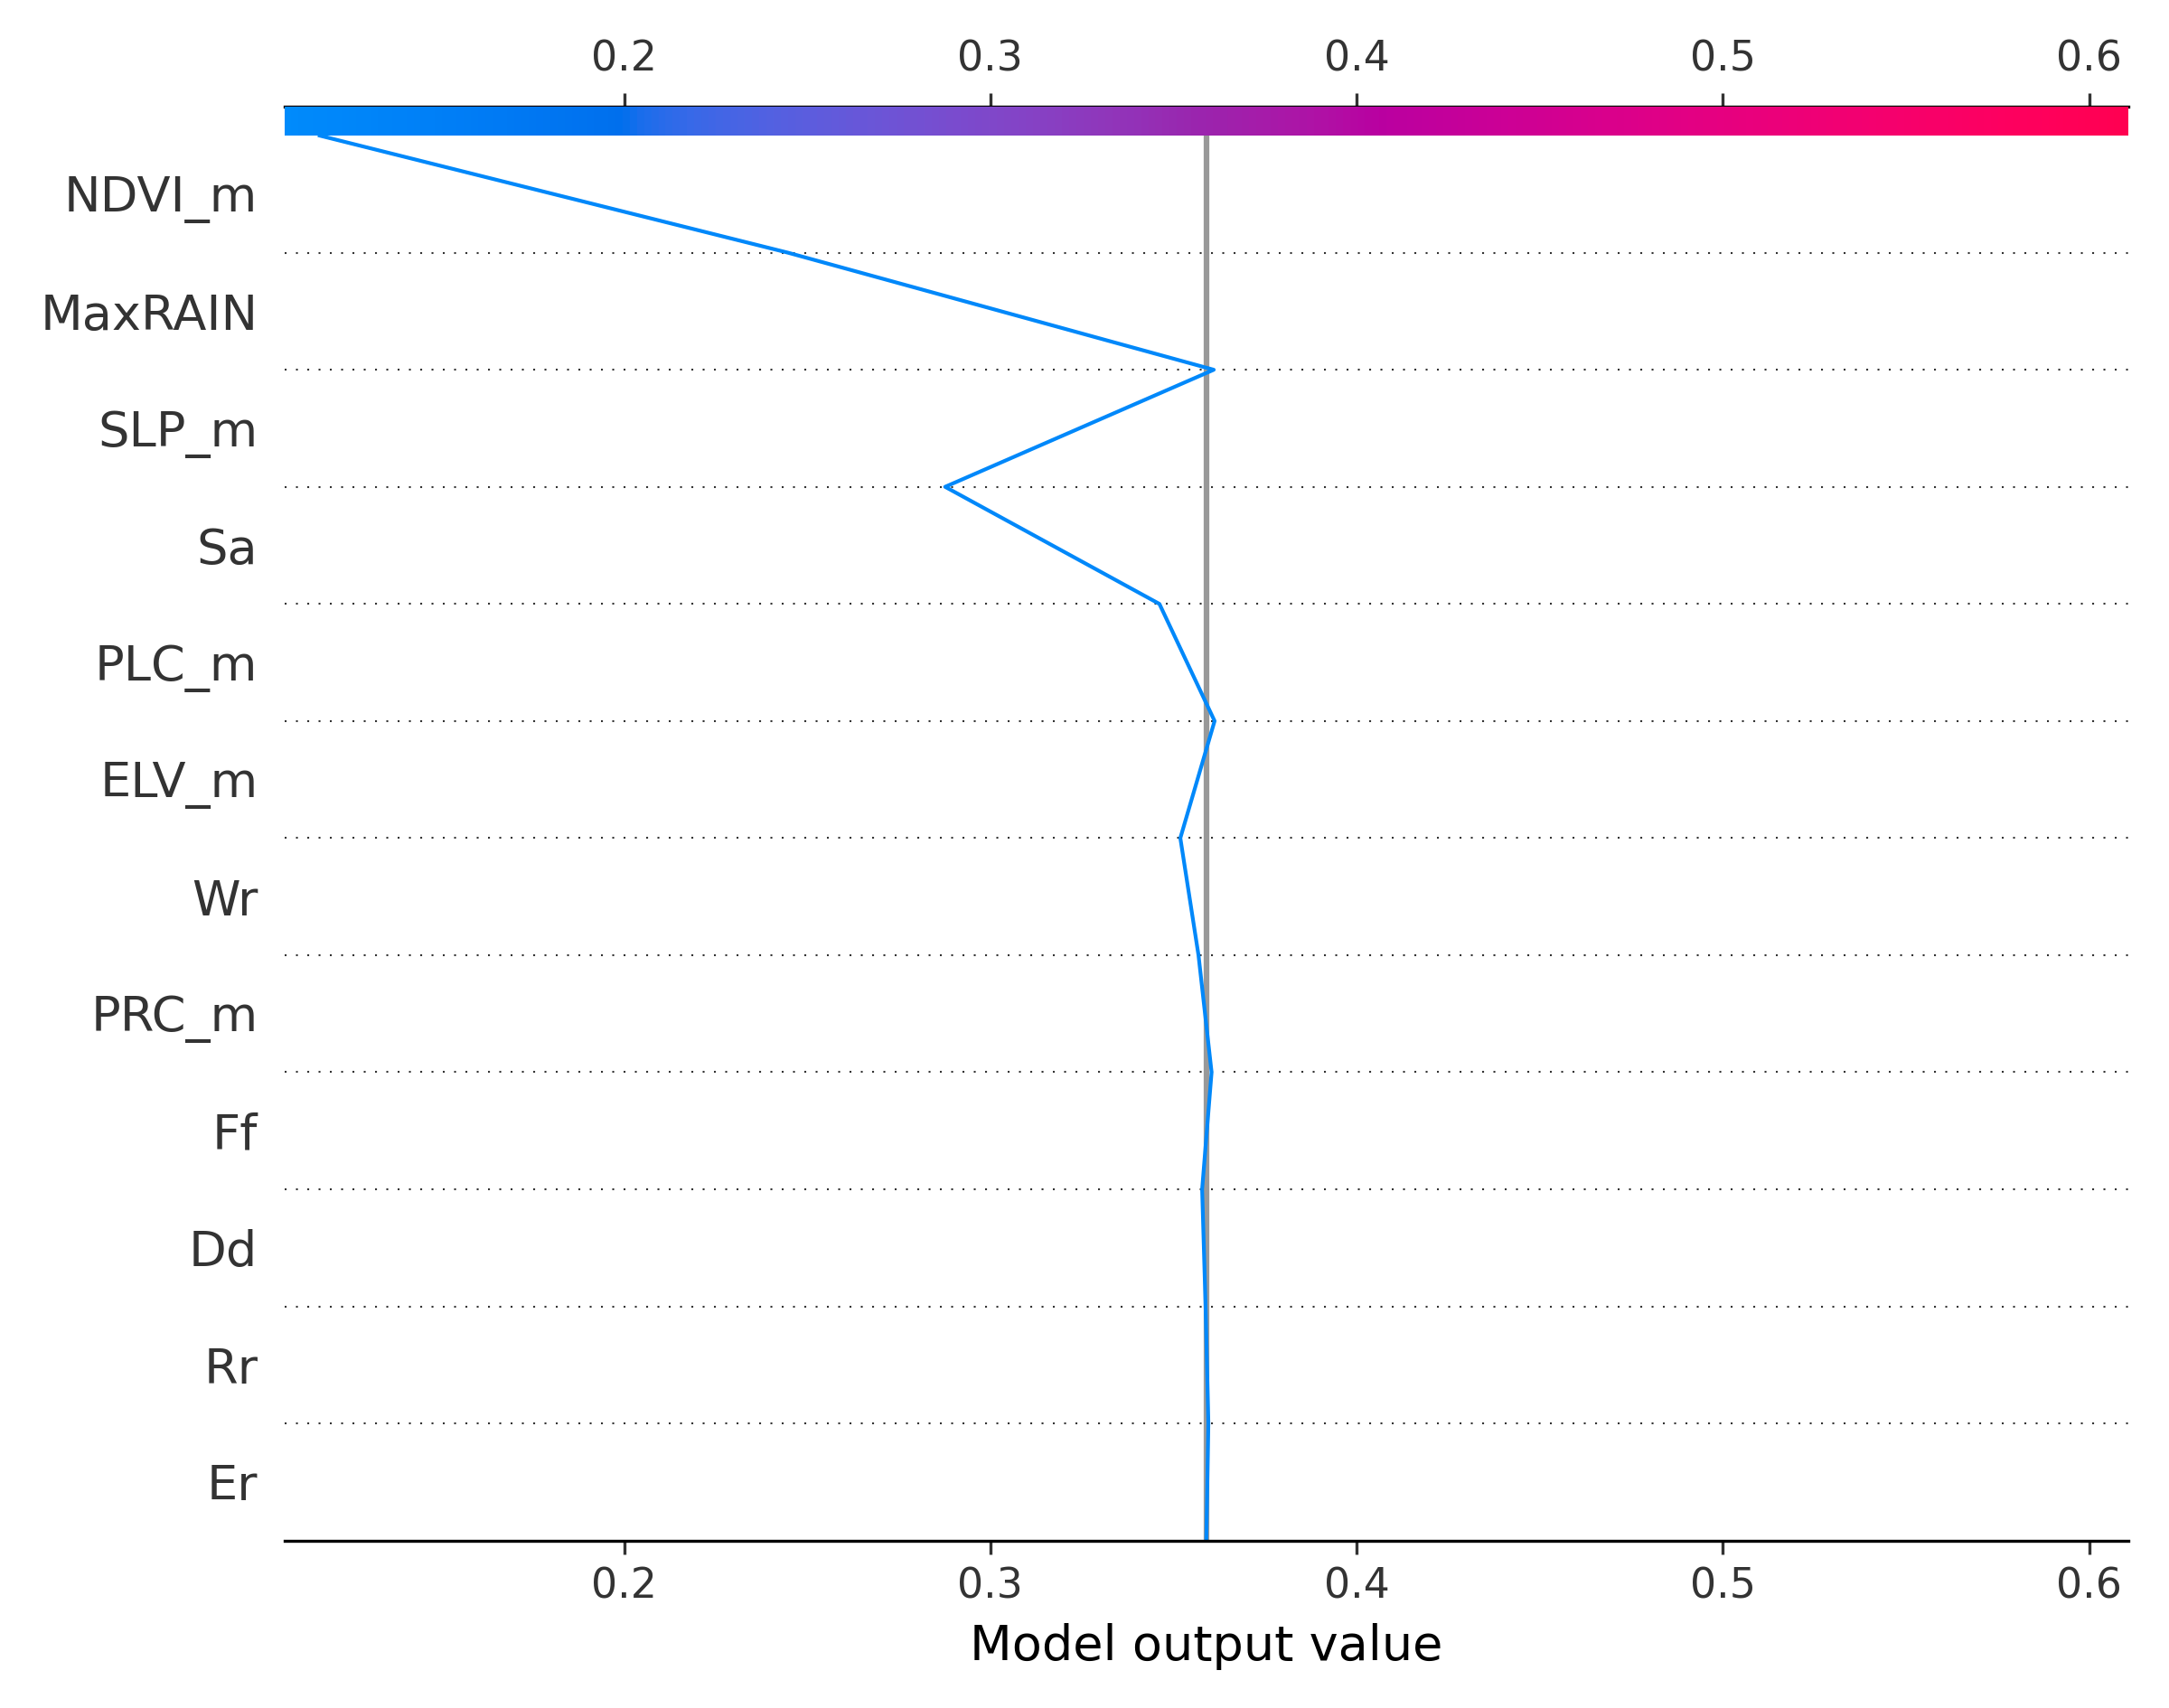 0.2 0.3 0.4 0.5 0.6
NDVI_m
MaxRAIN
SLP_m
Sa
PLC_m
ELV_m
Wr
PRC_m
Ff
Dd
Rr
Er
0.2 0.3 0.4 0.5 0.6
Model output value